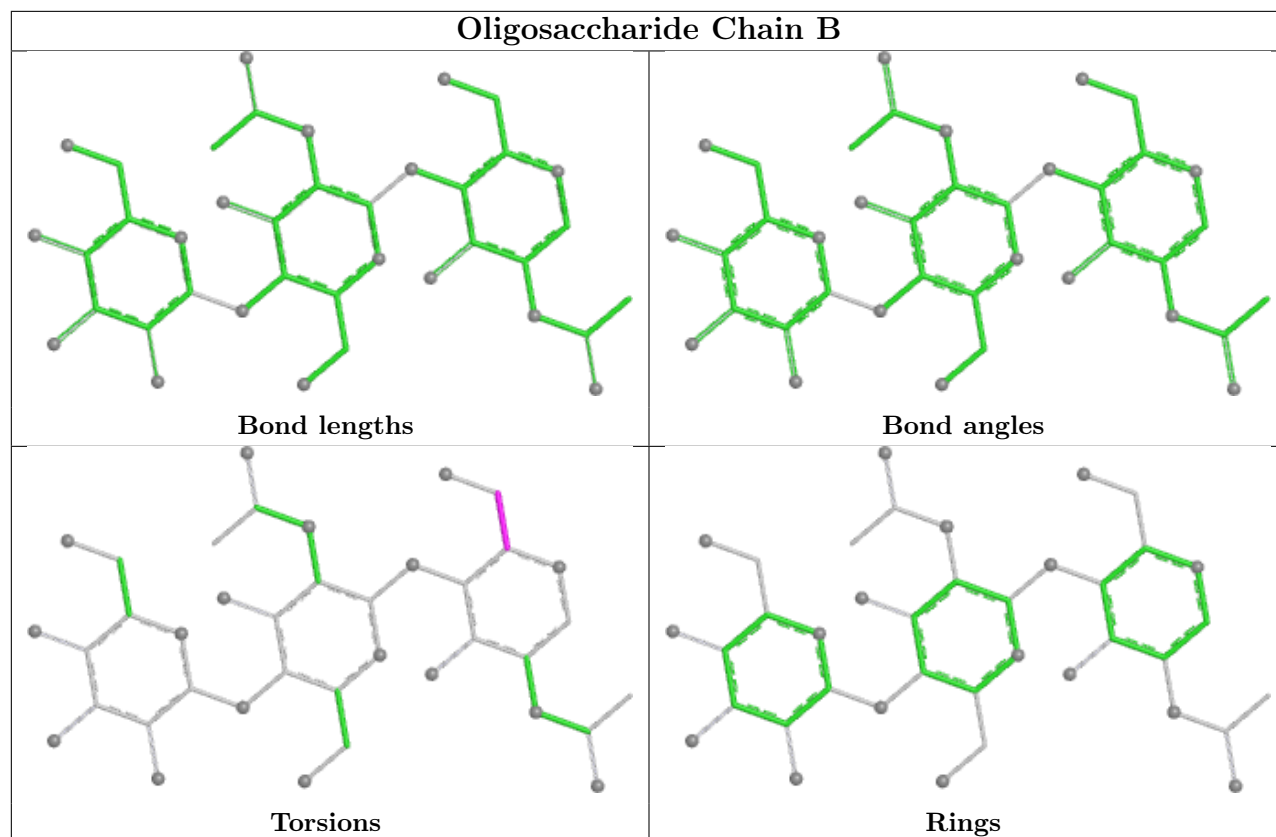 Oligosaccharide Chain B
Bond lengths
Bond angles
Torsions
Rings